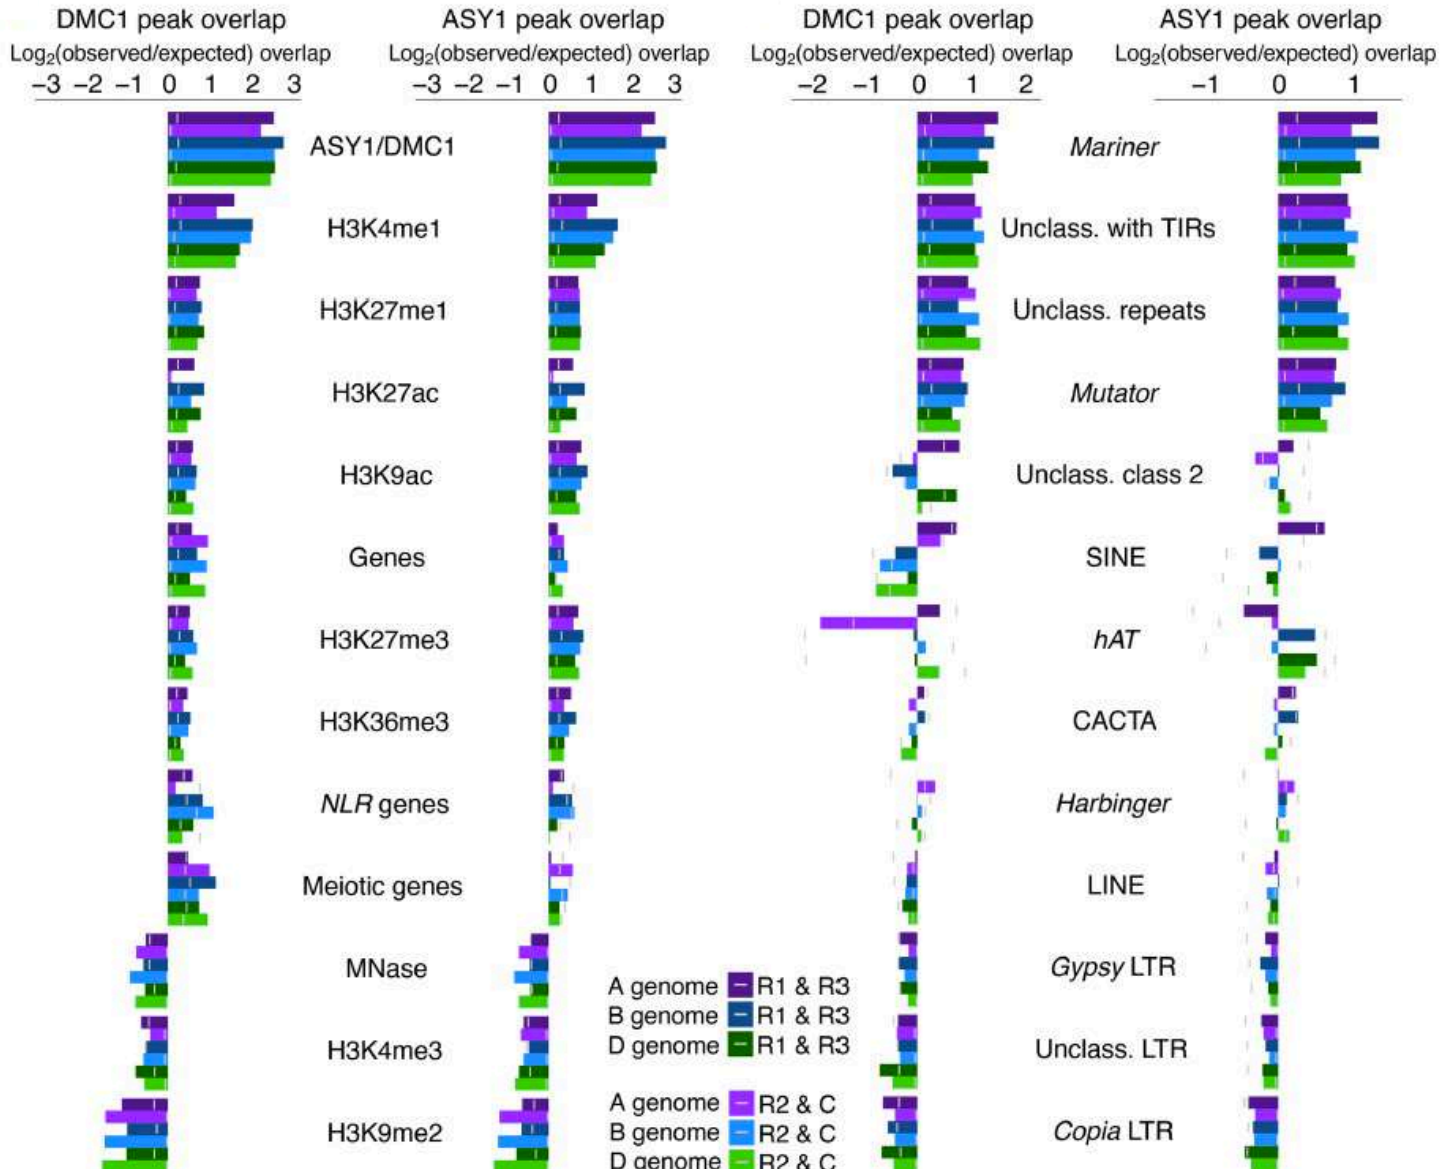 DMC1 peak overlap
ASY1 peak overlap
DMC1 peak overlap
ASY1 peak overlap
Log₂(observed/expected) overlap
Log₂(observed/expected) overlap
Log₂(observed/expected) overlap
Log₂(observed/expected) overlap
−3 −2 −1 0 1 2 3
−3 −2 −1 0 1 2 3
−2 −1 0 1 2
−1 0 1
ASY1/DMC1
H3K4me1
H3K27me1
H3K27ac
H3K9ac
Genes
H3K27me3
H3K36me3
NLR genes
Meiotic genes
MNase
H3K4me3
H3K9me2
A genome R1 & R3
B genome R1 & R3
D genome R1 & R3
A genome R2 & C
B genome R2 & C
D genome R2 & C
Mariner
Unclass. with TIRs
Unclass. repeats
Mutator
Unclass. class 2
SINE
hAT
CACTA
Harbinger
LINE
Gypsy LTR
Unclass. LTR
Copia LTR